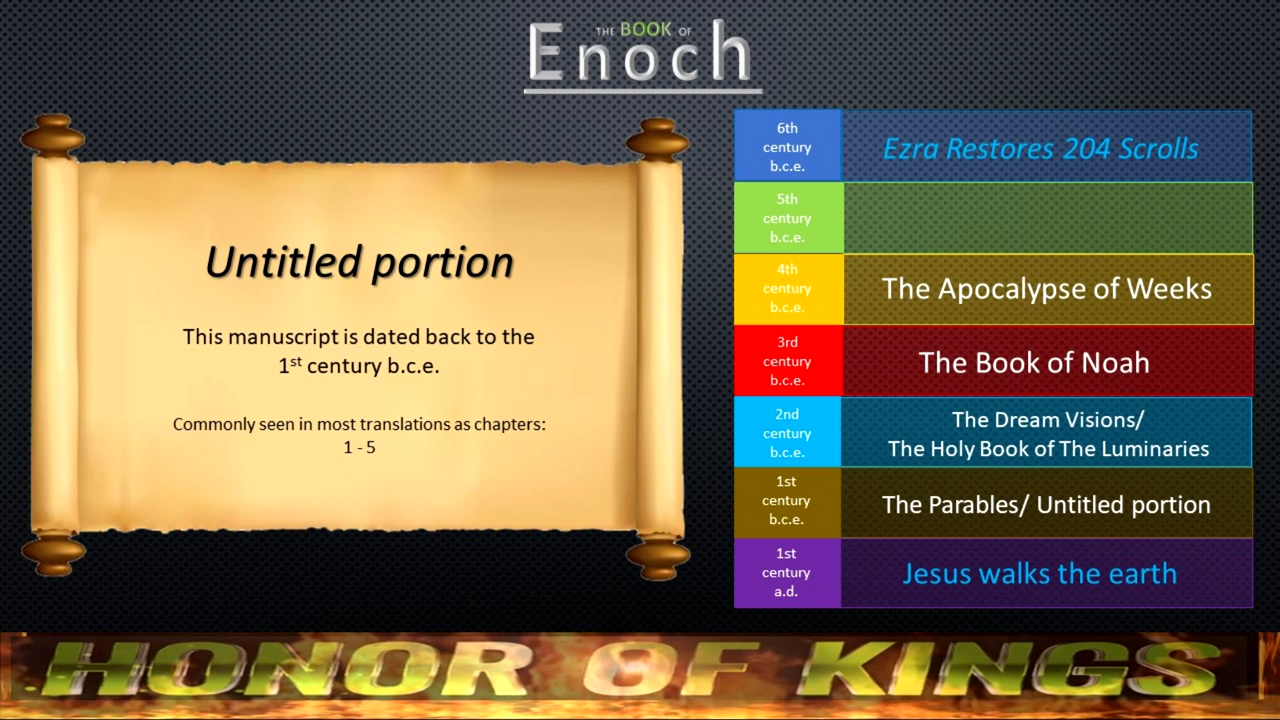 THE BOOK OF
Enoch
Untitled portion
This manuscript is dated back to the
1st century b.c.e.
Commonly seen in most translations as chapters:
1 - 5
6th
century
b.c.e.
Ezra Restores 204 Scrolls
5th
century
b.c.e.
4th
century
b.c.e.
The Apocalypse of Weeks
3rd
century
b.c.e.
The Book of Noah
2nd
century
b.c.e.
The Dream Visions/
The Holy Book of The Luminaries
1st
century
b.c.e.
The Parables/ Untitled portion
1st
century
a.d.
Jesus walks the earth
HONOR OF KINGS